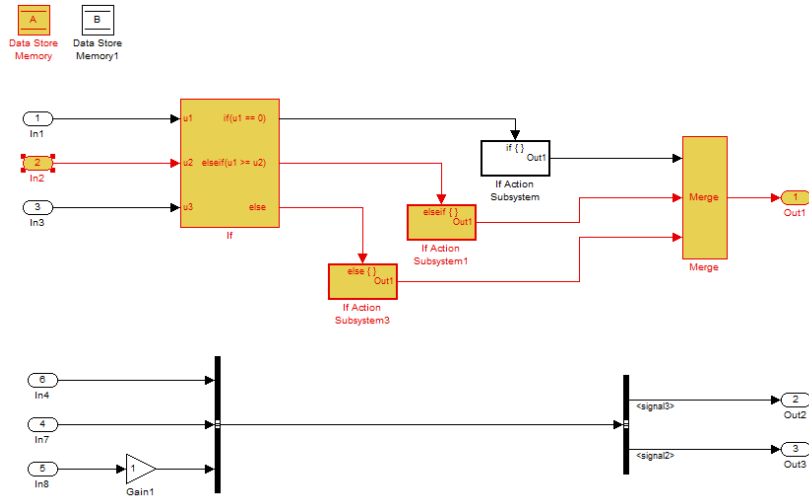 A
B
Data Store
Memory
Data Store
Memory1
1
In1
2
In2
3
In3
u1
if(u1 == 0)
u2
elseif(u1 >= u2)
u3
else
If
if { }
Out1
If Action
Subsystem
elseif { }
Out1
If Action
Subsystem1
else { }
Out1
If Action
Subsystem3
Merge
Merge
1
Out1
6
In4
4
In7
5
In8
1
Gain1
<signal3>
<signal2>
2
Out2
3
Out3